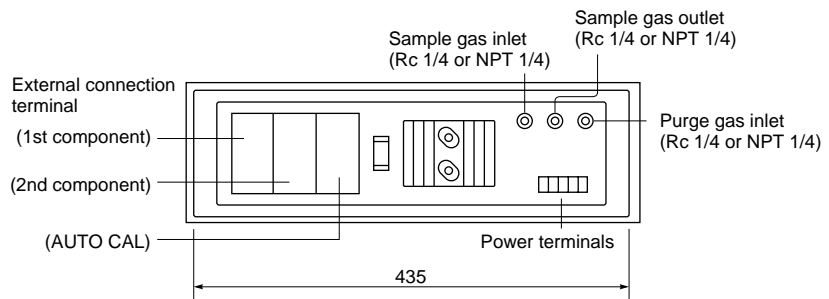 Sample gas outlet
(Rc 1/4 or NPT 1/4)
Sample gas inlet
(Rc 1/4 or NPT 1/4)
External connection
terminal
(1st component)
Purge gas inlet
(Rc 1/4 or NPT 1/4)
(2nd component)
(AUTO CAL)
Power terminals
435